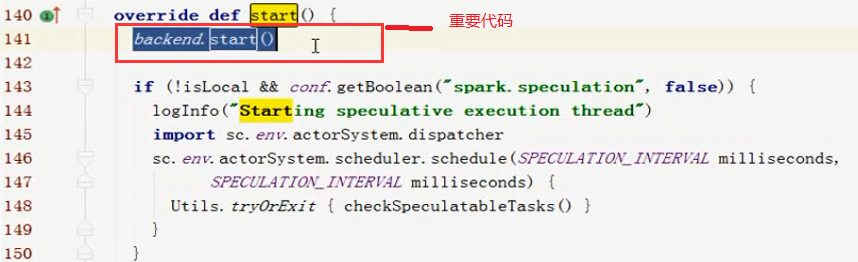 140 override def start() {
重要代码
141 backend.start()
142
143 if (!isLocal && conf.getBoolean("spark.speculation", false)) {
144 logInfo("Starting speculative execution thread")
145 import sc.env.actorSystem.dispatcher
146 sc.env.actorSystem.scheduler.schedule(SPECULATION_INTERVAL milliseconds,
147 SPECULATION_INTERVAL milliseconds) {
148 Utils.tryOrExit { checkSpeculatableTasks() }
149 }
150 }